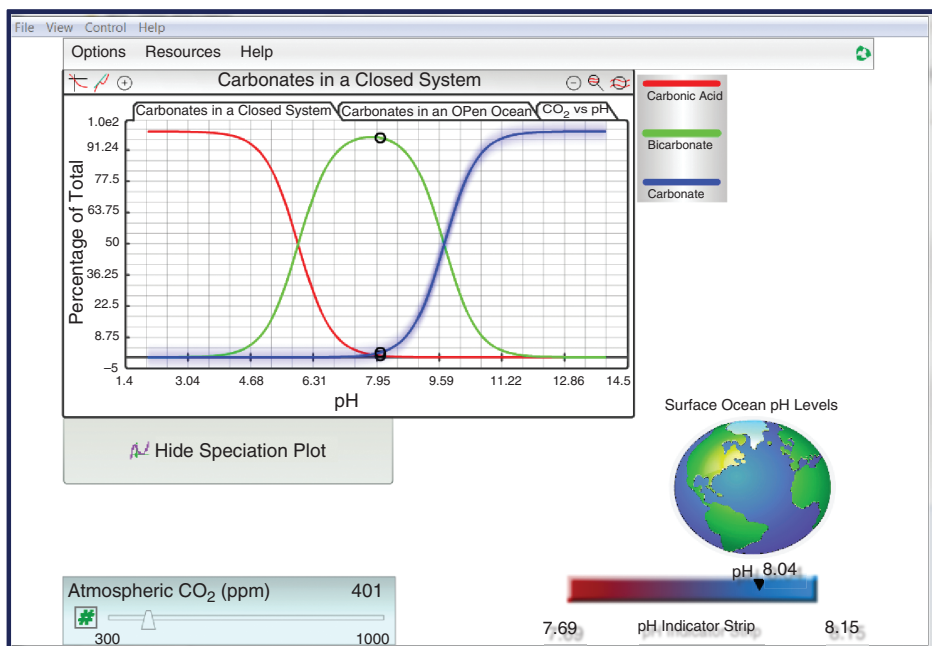 File View Control Help
Options Resources Help
Carbonates in a Closed System
Carbonates in a Closed System Carbonates in an OPen Ocean CO₂ vs pH
Carbonic Acid
Bicarbonate
Carbonate
Percentage of Total
1.0e2
91.24
77.5
63.75
50
36.25
22.5
8.75
–5
1.4 3.04 4.68 6.31 7.95 9.59 11.22 12.86 14.5
pH
Hide Speciation Plot
Surface Ocean pH Levels
pH 8.04
Atmospheric CO₂ (ppm) 401
#
300 1000
7.69 pH Indicator Strip 8.15